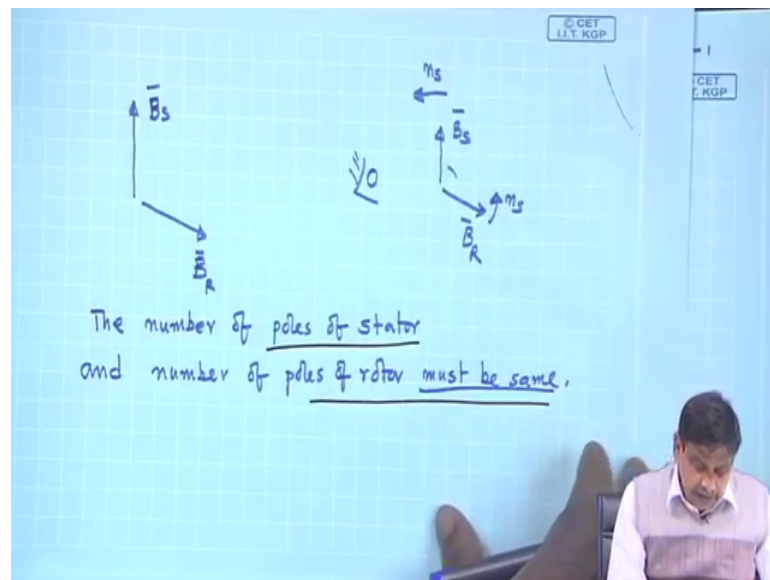 © CET
I.I.T. KGP
- 1
CET
T. KGP
B̅s
ns
B̅s
ns
B̅R
B̅R
The number of poles of stator
and number of poles of rotor must be same.